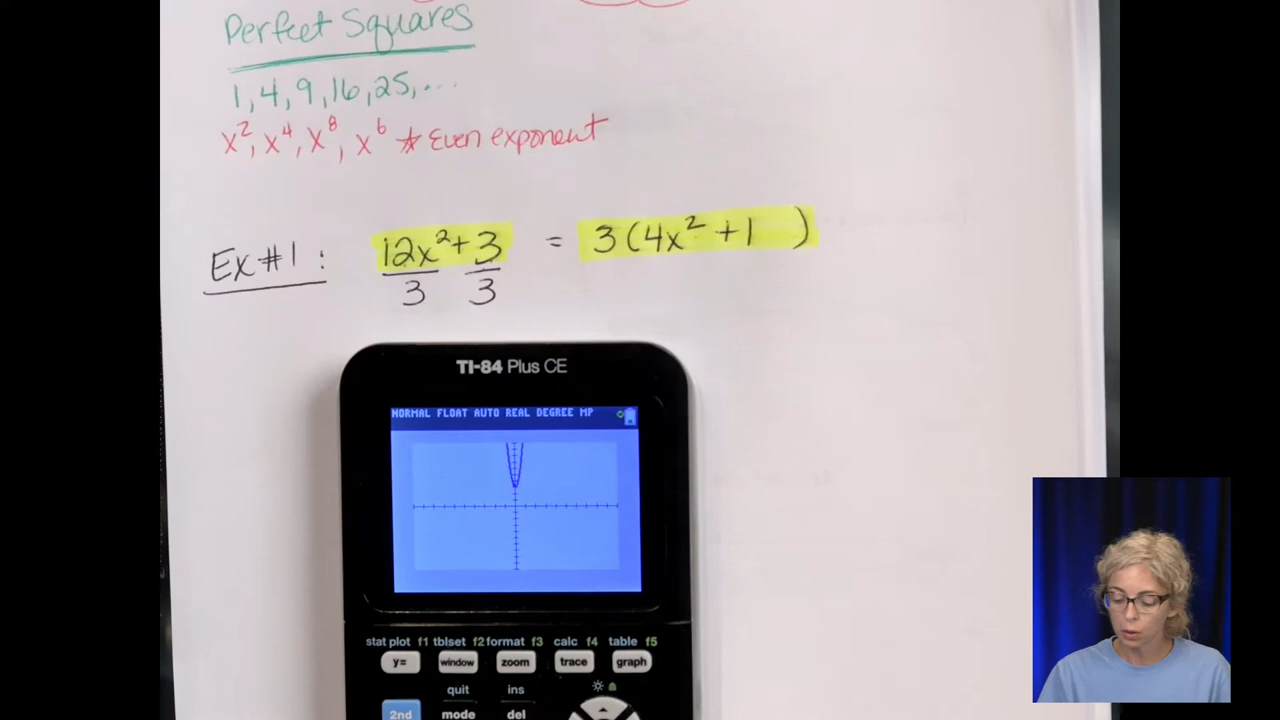 Perfect Squares
1, 4, 9, 16, 25, ...
x², x⁴, x⁸, x⁶ * Even exponent
Ex #1: 12x² + 3 = 3(4x² + 1 )
3 3
TI-84 Plus CE
NORMAL FLOAT AUTO REAL DEGREE MP
stat plot f1 tblset f2 format f3 calc f4 table f5
y= window zoom trace graph
quit ins
2nd mode del